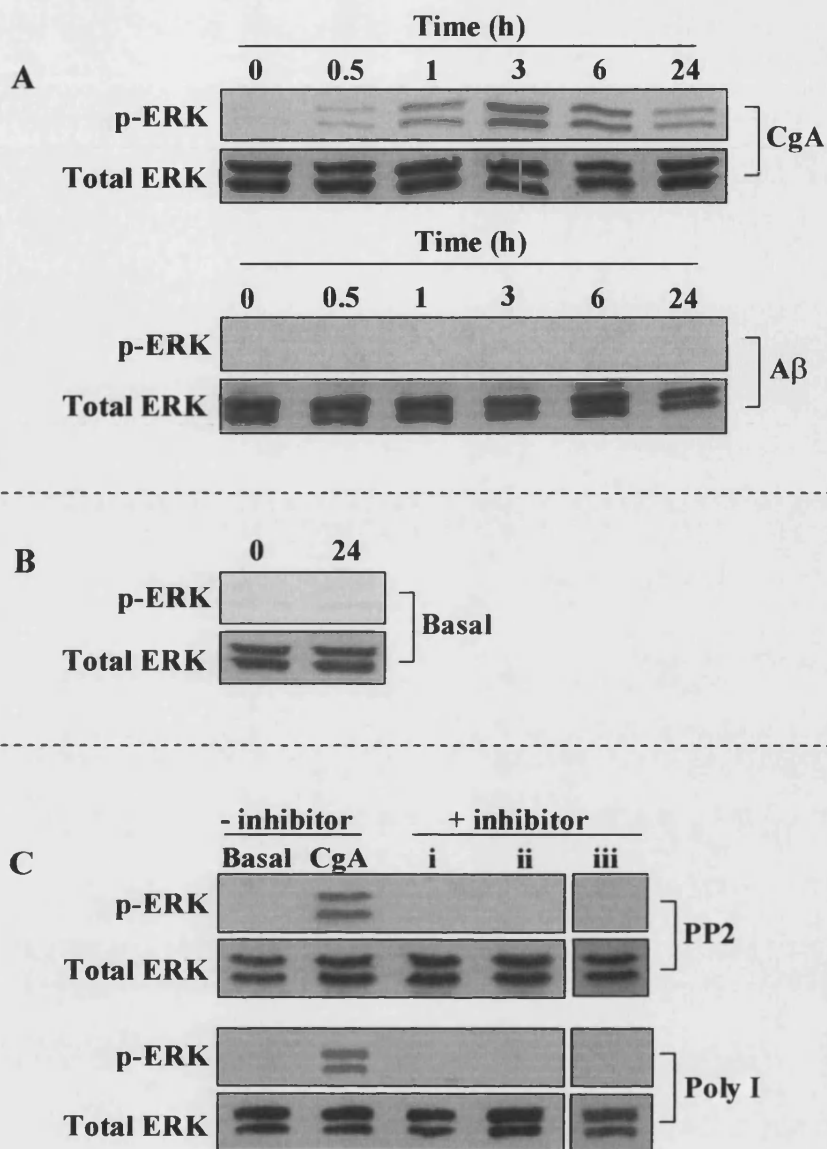 A
Time (h)
0 0.5 1 3 6 24
p-ERK
Total ERK
CgA
Time (h)
0 0.5 1 3 6 24
p-ERK
Total ERK
Aβ
B
0 24
p-ERK
Total ERK
Basal
C
- inhibitor + inhibitor
Basal CgA i ii iii
p-ERK
Total ERK
PP2
p-ERK
Total ERK
Poly I